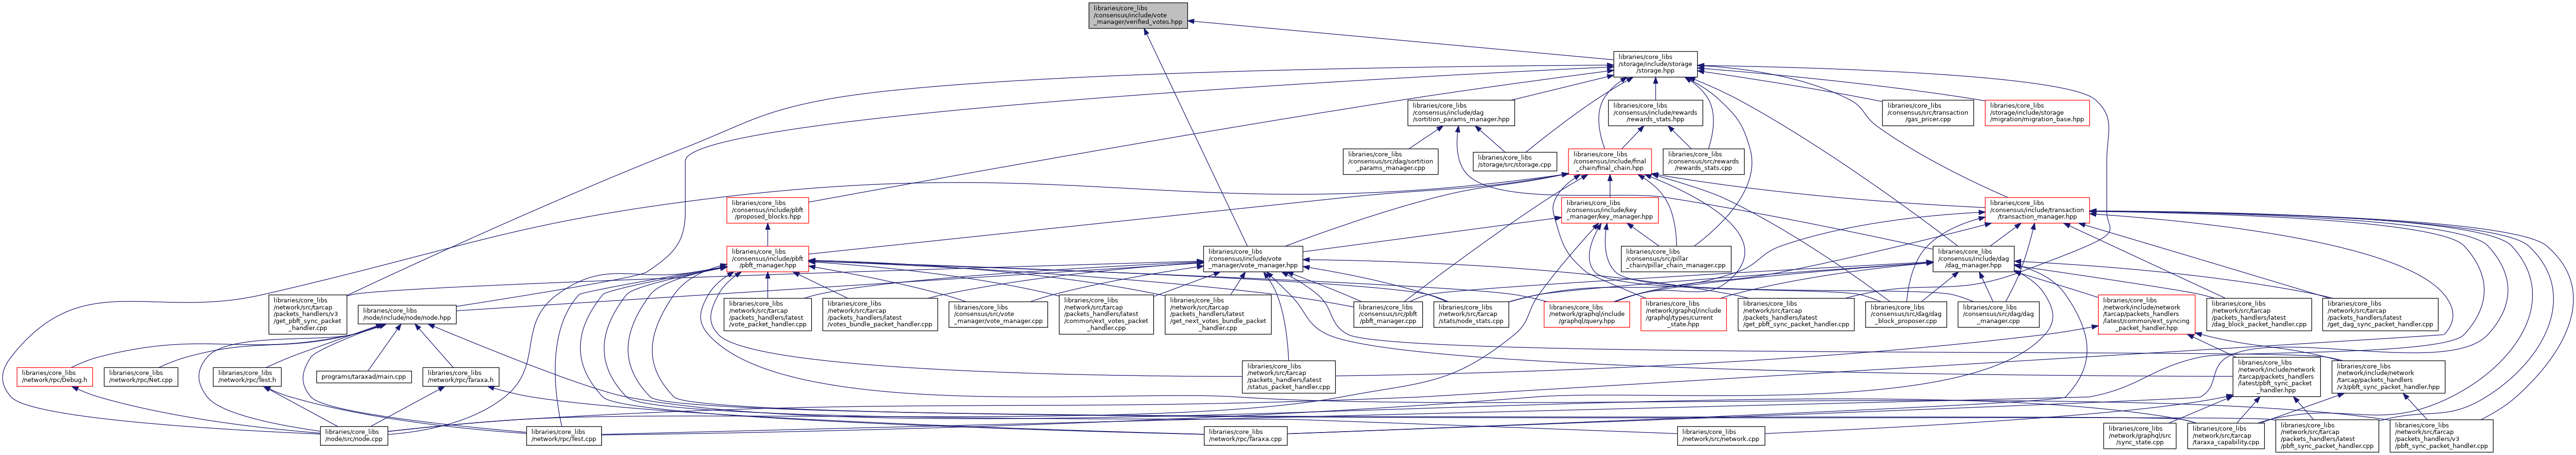 libraries/core_libs
/consensus/include/vote
_manager/verified_votes.hpp
libraries/core_libs
/storage/include/storage
/storage.hpp
libraries/core_libs
/consensus/include/dag
/sortition_params_manager.hpp
libraries/core_libs
/consensus/include/rewards
/rewards_stats.hpp
libraries/core_libs
/consensus/src/transaction
/gas_pricer.cpp
libraries/core_libs
/storage/include/storage
/migration/migration_base.hpp
libraries/core_libs
/consensus/src/dag/sortition
_params_manager.cpp
libraries/core_libs
/storage/src/storage.cpp
libraries/core_libs
/consensus/include/final
_chain/final_chain.hpp
libraries/core_libs
/consensus/src/rewards
/rewards_stats.cpp
libraries/core_libs
/consensus/include/pbft
/proposed_blocks.hpp
libraries/core_libs
/consensus/include/key
_manager/key_manager.hpp
libraries/core_libs
/consensus/include/transaction
/transaction_manager.hpp
libraries/core_libs
/consensus/include/pbft
/pbft_manager.hpp
libraries/core_libs
/consensus/include/vote
_manager/vote_manager.hpp
libraries/core_libs
/consensus/src/pillar
_chain/pillar_chain_manager.cpp
libraries/core_libs
/consensus/include/dag
/dag_manager.hpp
libraries/core_libs
/network/src/tarcap
/packets_handlers/v3
/get_pbft_sync_packet
_handler.cpp
libraries/core_libs
/node/include/node/node.hpp
libraries/core_libs
/network/src/tarcap
/packets_handlers/latest
/vote_packet_handler.cpp
libraries/core_libs
/network/src/tarcap
/packets_handlers/latest
/votes_bundle_packet_handler.cpp
libraries/core_libs
/consensus/src/vote
_manager/vote_manager.cpp
libraries/core_libs
/network/src/tarcap
/packets_handlers/latest
/common/ext_votes_packet
_handler.cpp
libraries/core_libs
/network/src/tarcap
/packets_handlers/latest
/get_next_votes_bundle_packet
_handler.cpp
libraries/core_libs
/consensus/src/pbft
/pbft_manager.cpp
libraries/core_libs
/network/src/tarcap
/stats/node_stats.cpp
libraries/core_libs
/network/graphql/include
/graphql/query.hpp
libraries/core_libs
/network/graphql/include
/graphql/types/current
_state.hpp
libraries/core_libs
/network/src/tarcap
/packets_handlers/latest
/get_pbft_sync_packet_handler.cpp
libraries/core_libs
/consensus/src/dag/dag
_block_proposer.cpp
libraries/core_libs
/consensus/src/dag/dag
_manager.cpp
libraries/core_libs
/network/include/network
/tarcap/packets_handlers
/latest/common/ext_syncing
_packet_handler.hpp
libraries/core_libs
/network/src/tarcap
/packets_handlers/latest
/dag_block_packet_handler.cpp
libraries/core_libs
/network/src/tarcap
/packets_handlers/latest
/get_dag_sync_packet_handler.cpp
libraries/core_libs
/network/rpc/Debug.h
libraries/core_libs
/network/rpc/Net.cpp
libraries/core_libs
/network/rpc/Test.h
programs/taraxad/main.cpp
libraries/core_libs
/network/rpc/Taraxa.h
libraries/core_libs
/network/src/tarcap
/packets_handlers/latest
/status_packet_handler.cpp
libraries/core_libs
/network/include/network
/tarcap/packets_handlers
/latest/pbft_sync_packet
_handler.hpp
libraries/core_libs
/network/include/network
/tarcap/packets_handlers
/v3/pbft_sync_packet_handler.hpp
libraries/core_libs
/node/src/node.cpp
libraries/core_libs
/network/rpc/Test.cpp
libraries/core_libs
/network/rpc/Taraxa.cpp
libraries/core_libs
/network/src/network.cpp
libraries/core_libs
/network/graphql/src
/sync_state.cpp
libraries/core_libs
/network/src/tarcap
/taraxa_capability.cpp
libraries/core_libs
/network/src/tarcap
/packets_handlers/latest
/pbft_sync_packet_handler.cpp
libraries/core_libs
/network/src/tarcap
/packets_handlers/v3
/pbft_sync_packet_handler.cpp